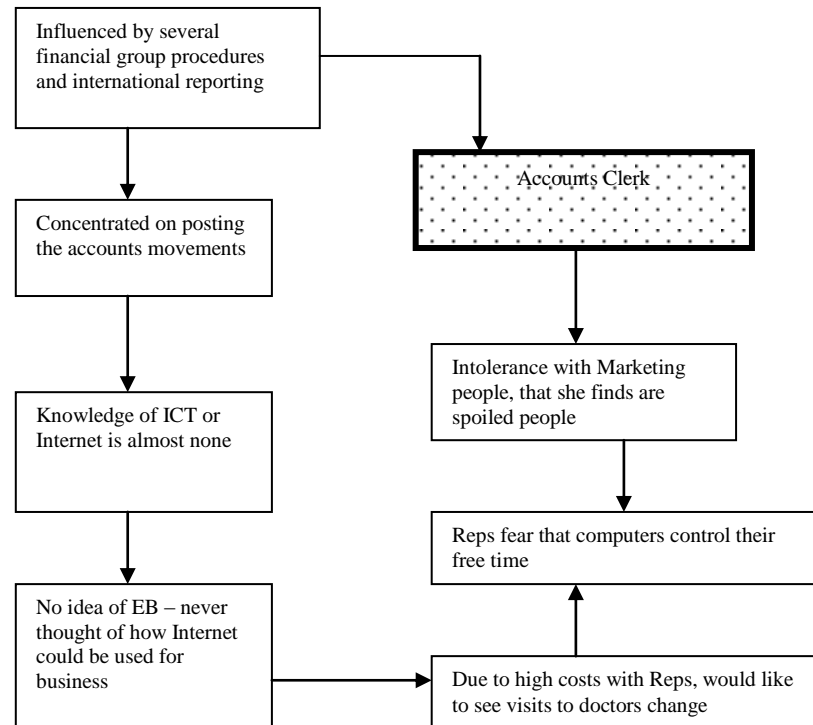 Influenced by several
financial group procedures
and international reporting
Accounts Clerk
Concentrated on posting
the accounts movements
Intolerance with Marketing
people, that she finds are
spoiled people
Knowledge of ICT or
Internet is almost none
Reps fear that computers control their
free time
No idea of EB – never
thought of how Internet
could be used for
business
Due to high costs with Reps, would like
to see visits to doctors change